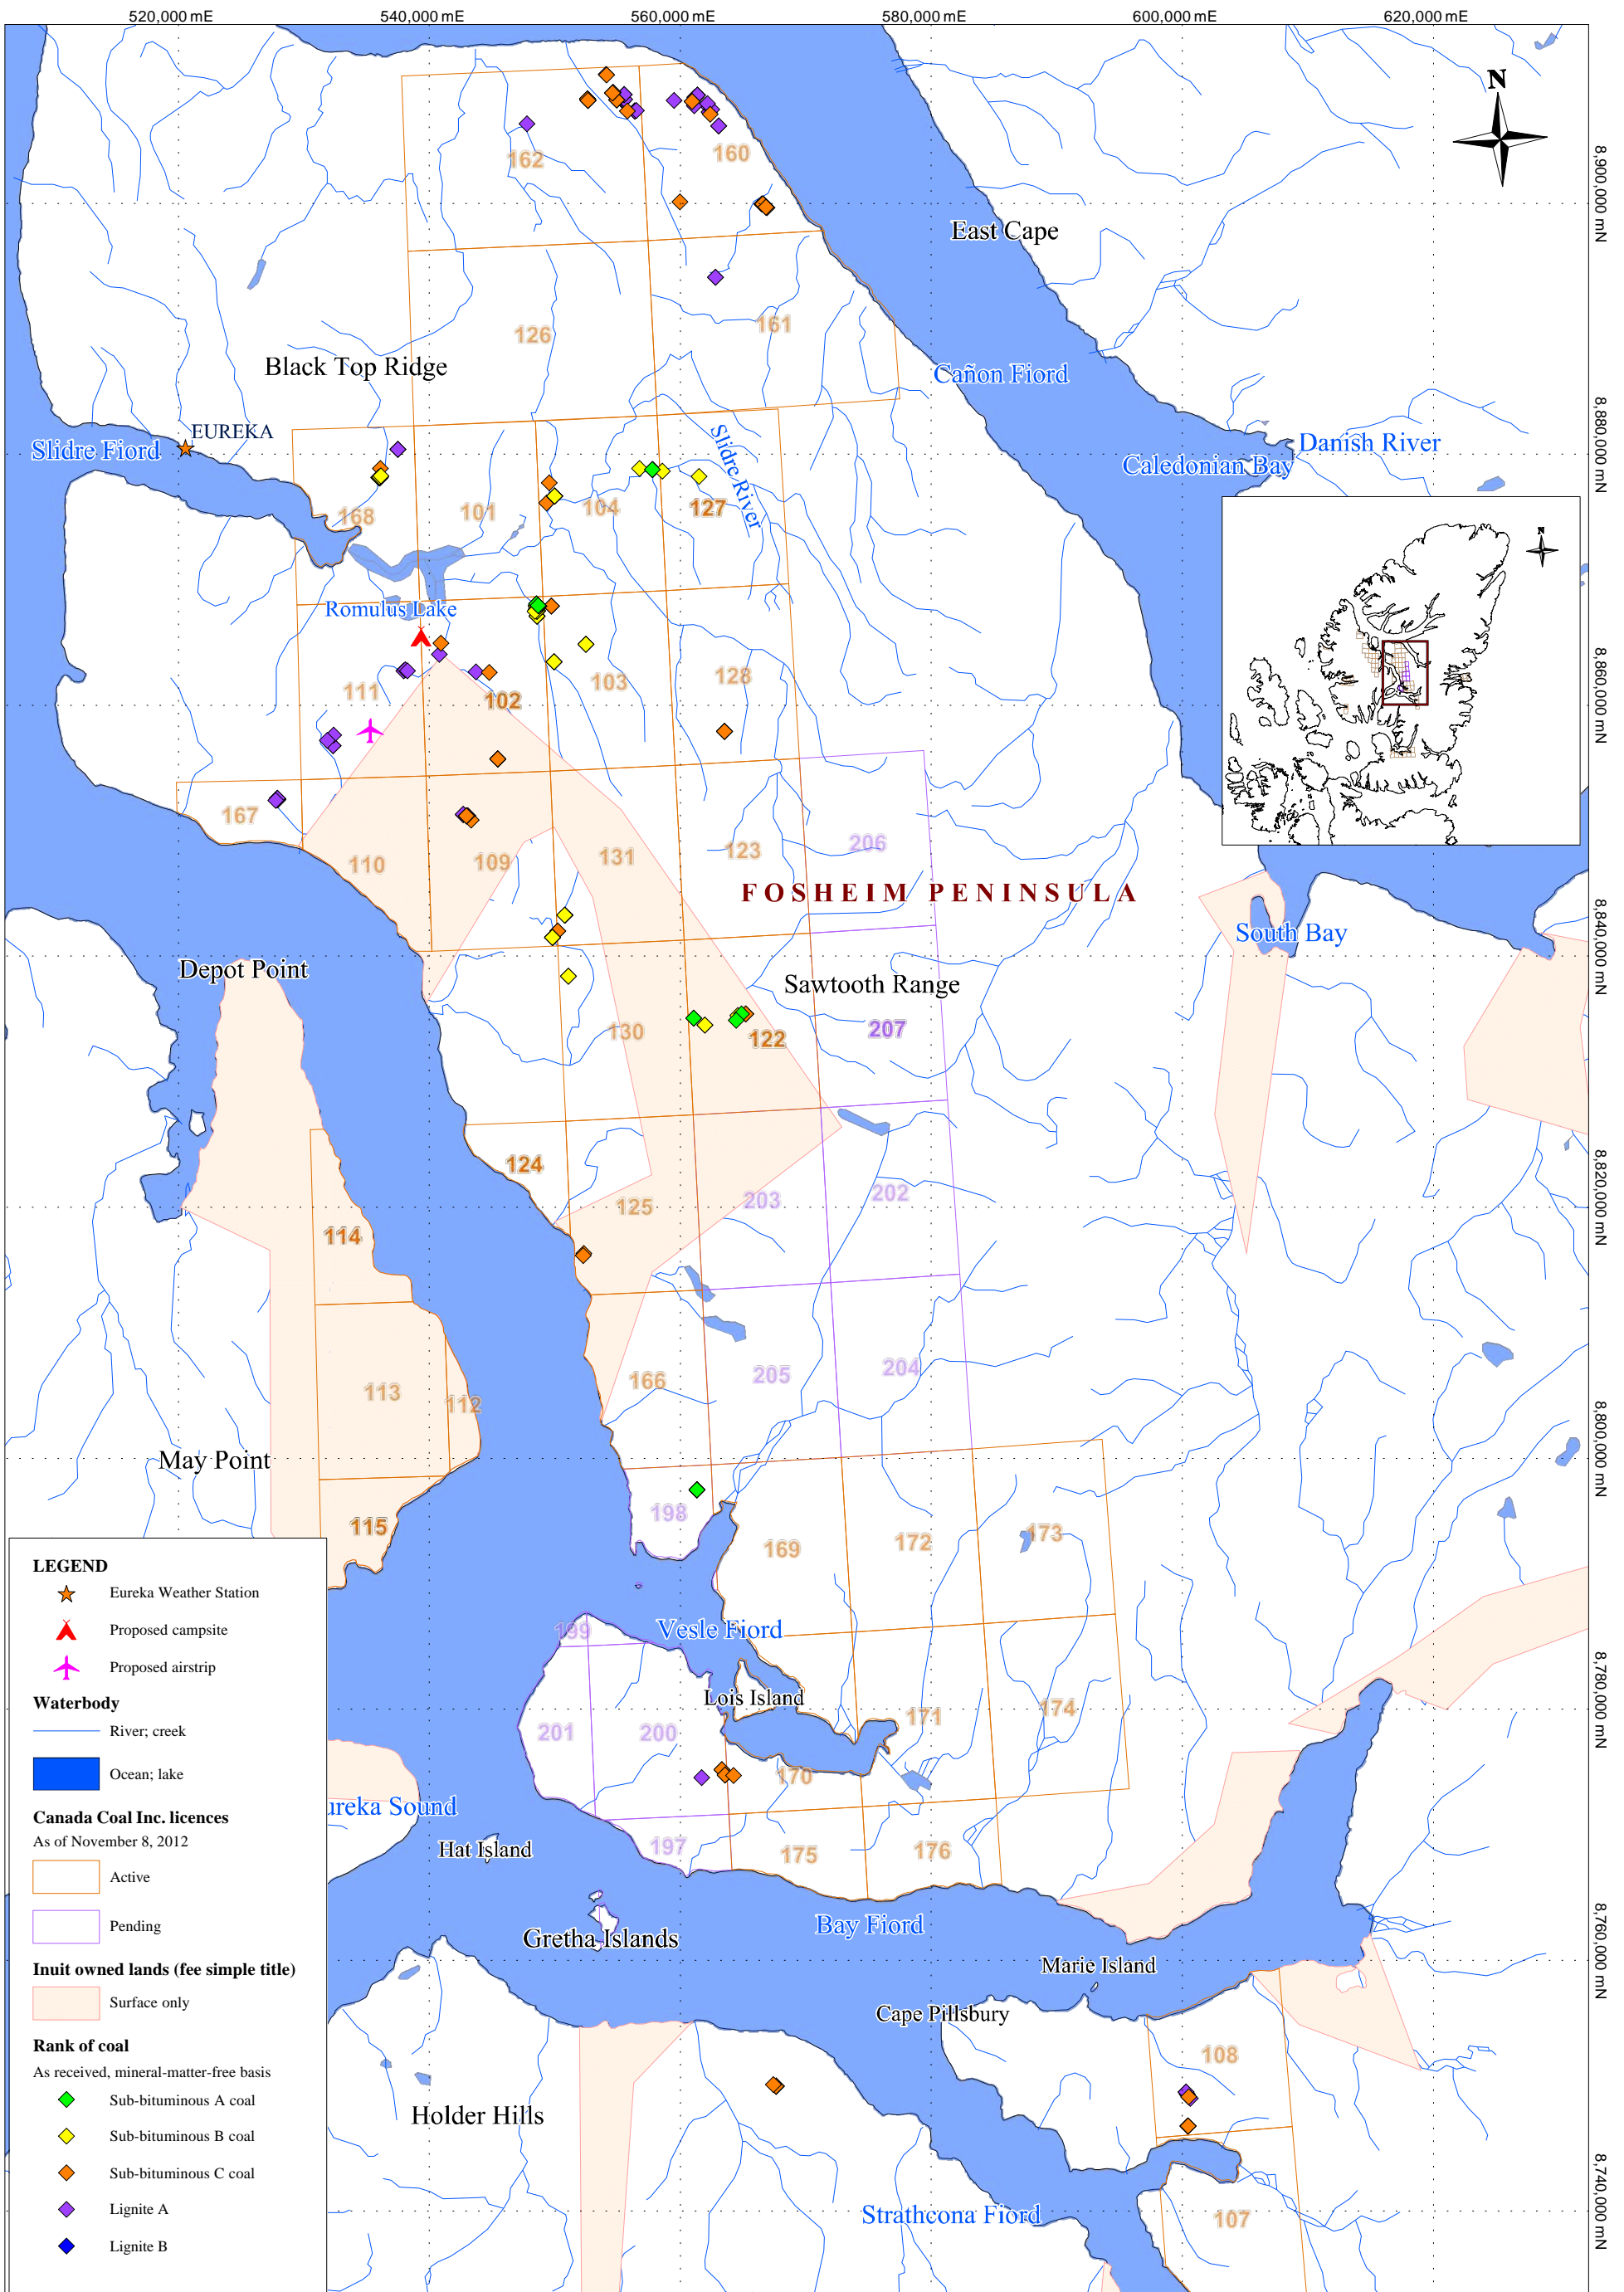 520,000 mE
540,000 mE
560,000 mE
580,000 mE
600,000 mE
620,000 mE
N
162
160
8,900,000 mN
East Cape
126
161
Black Top Ridge
Cañon Fiord
EUREKA
Slidre Fiord
Slidre River
Danish River
Caledonian Bay
8,880,000 mN
168
101
104
127
N
Romulus Lake
111
102
103
128
8,860,000 mN
167
110
109
131
123
206
FOSHEIM PENINSULA
South Bay
8,840,000 mN
Depot Point
Sawtooth Range
130
122
207
124
125
203
202
8,820,000 mN
114
113
112
166
205
204
May Point
8,800,000 mN
115
198
169
172
173
199
Vesle Fiord
Lois Island
201
200
171
174
8,780,000 mN
170
ureka Sound
Hat Island
197
175
176
Gretha Islands
Bay Fiord
8,760,000 mN
Marie Island
Cape Pillsbury
108
Holder Hills
Strathcona Fiord
107
8,740,000 mN
LEGEND
Eureka Weather Station
Proposed campsite
Proposed airstrip
Waterbody
River; creek
Ocean; lake
Canada Coal Inc. licences
As of November 8, 2012
Active
Pending
Inuit owned lands (fee simple title)
Surface only
Rank of coal
As received, mineral-matter-free basis
Sub-bituminous A coal
Sub-bituminous B coal
Sub-bituminous C coal
Lignite A
Lignite B